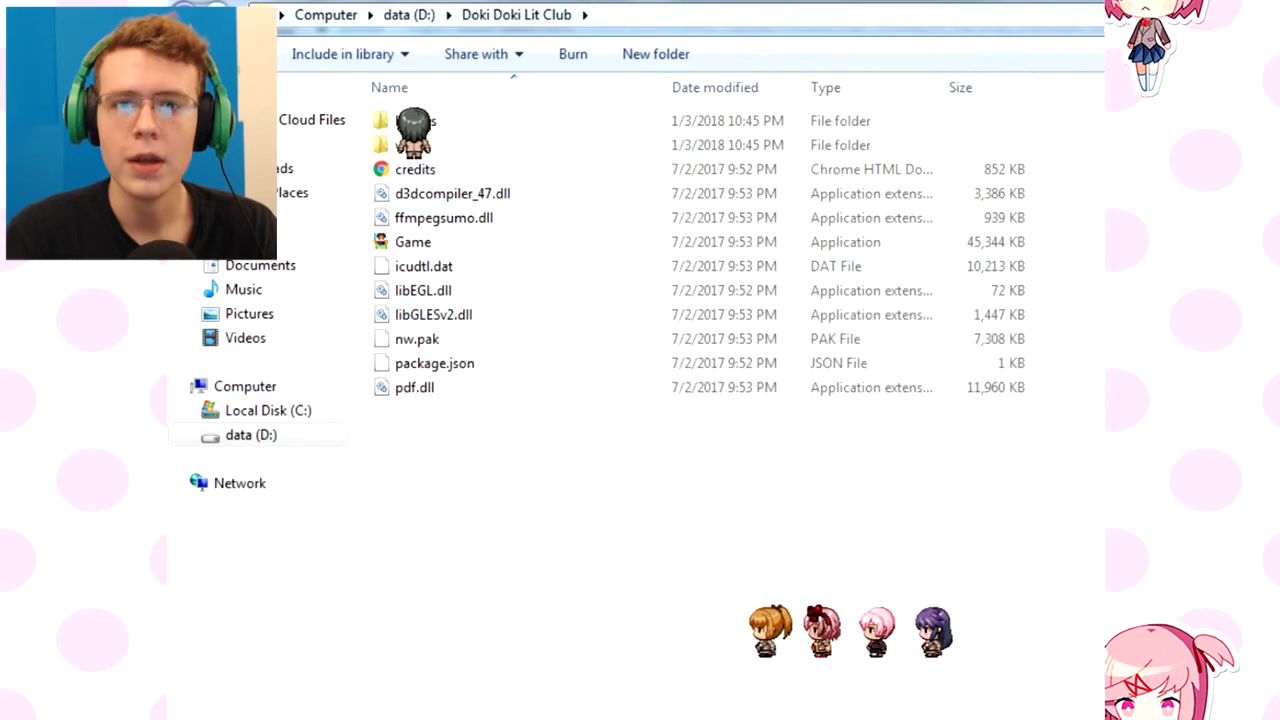 Computer data (D:) Doki Doki Lit Club
Include in library Share with Burn New folder
Name Date modified Type Size
Cloud Files
1/3/2018 10:45 PM File folder
1/3/2018 10:45 PM File folder
credits 7/2/2017 9:52 PM Chrome HTML Do... 852 KB
d3dcompiler_47.dll 7/2/2017 9:53 PM Application extens... 3,386 KB
ffmpegsumo.dll 7/2/2017 9:53 PM Application extens... 939 KB
Game 7/2/2017 9:53 PM Application 45,344 KB
icudtl.dat 7/2/2017 9:53 PM DAT File 10,213 KB
Documents
libEGL.dll 7/2/2017 9:52 PM Application extens... 72 KB
Music
libGLESv2.dll 7/2/2017 9:53 PM Application extens... 1,447 KB
Pictures
nw.pak 7/2/2017 9:53 PM PAK File 7,308 KB
Videos
package.json 7/2/2017 9:52 PM JSON File 1 KB
pdf.dll 7/2/2017 9:53 PM Application extens... 11,960 KB
Computer
Local Disk (C:)
data (D:)
Network